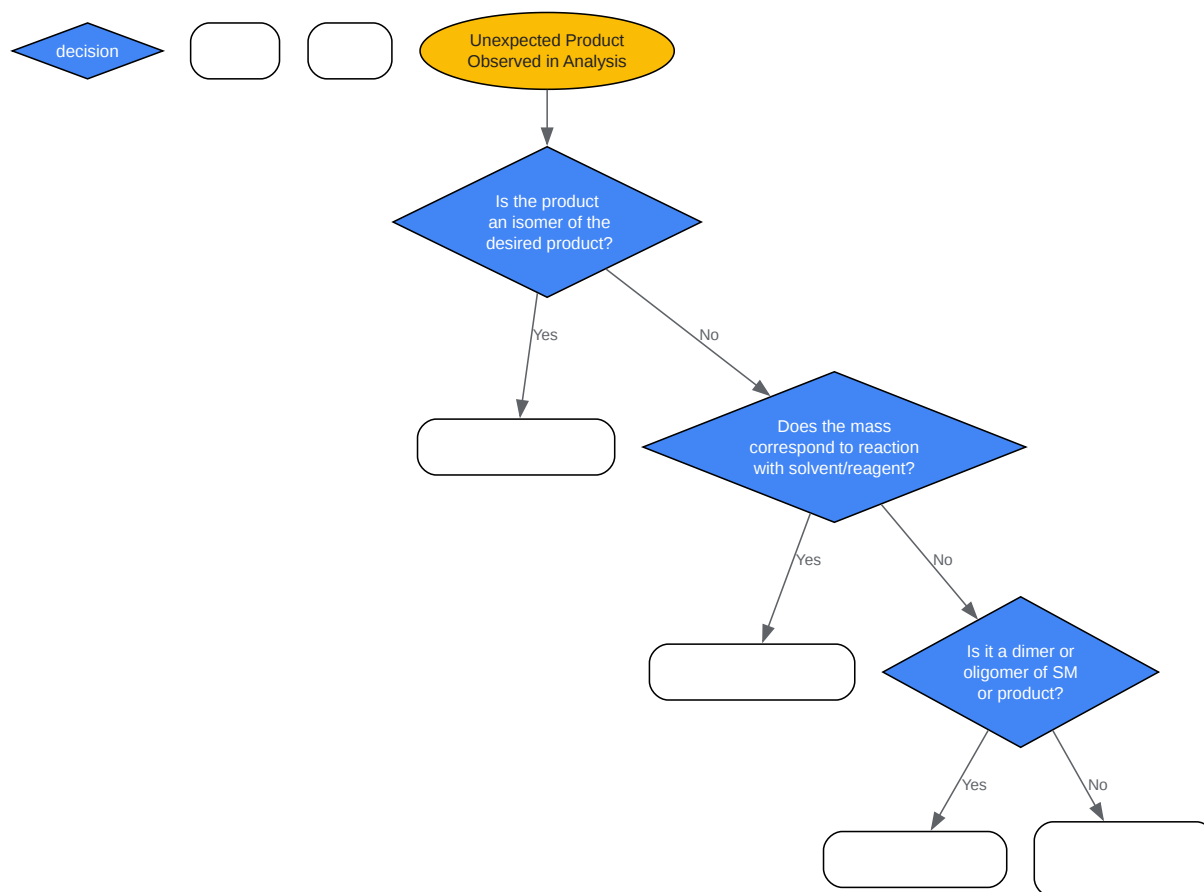 decision
Unexpected Product
Observed in Analysis
Is the product
an isomer of the
desired product?
Yes
No
Does the mass
correspond to reaction
with solvent/reagent?
Yes
No
Is it a dimer or
oligomer of SM
or product?
Yes
No